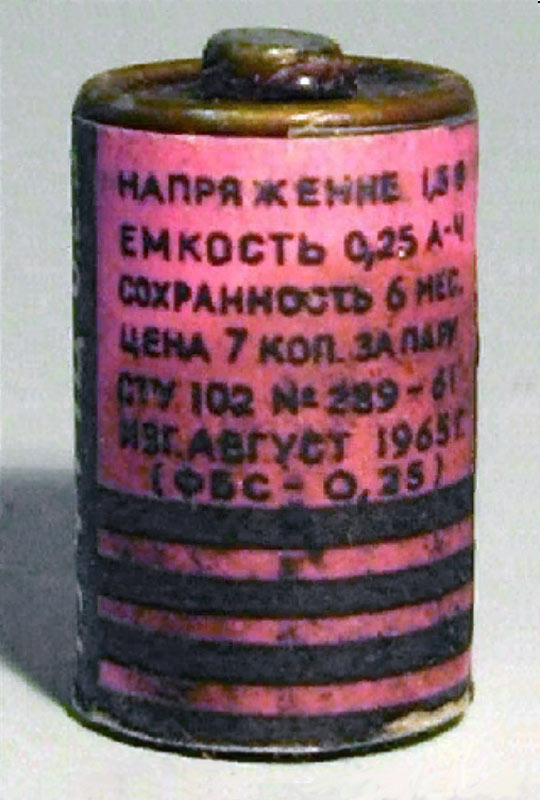 НАПРЯЖЕНИЕ 1,5 В
ЕМКОСТЬ 0,25 А-Ч
СОХРАННОСТЬ 6 МЕС.
ЦЕНА 7 КОП. ЗА ПАРУ
СТУ 102 № 289-61
ИЗГ. АВГУСТ 1965 Г.
(ФБС-0,25)